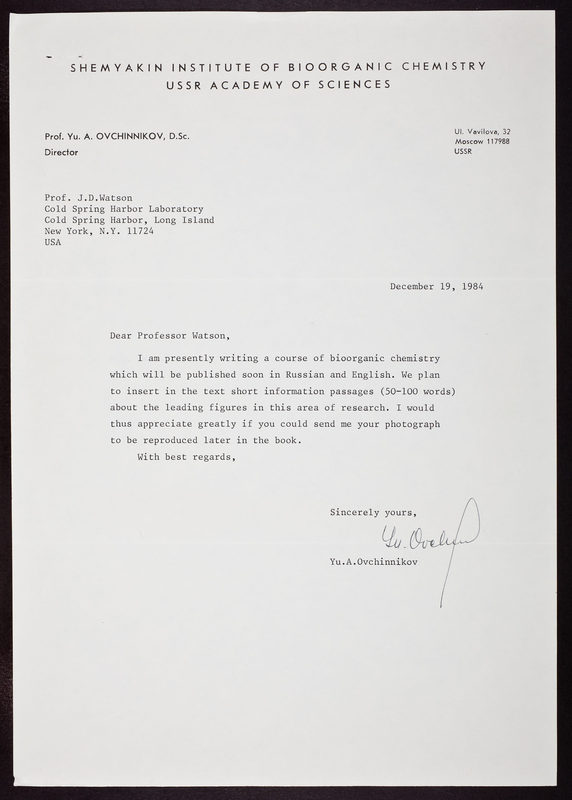 SHEMYAKIN INSTITUTE OF BIOORGANIC CHEMISTRY
USSR ACADEMY OF SCIENCES
Prof. Yu. A. OVCHINNIKOV, D.Sc.
Director
Ul. Vavilova, 32
Moscow 117988
USSR
Prof. J.D.Watson
Cold Spring Harbor Laboratory
Cold Spring Harbor, Long Island
New York, N.Y. 11724
USA
December 19, 1984
Dear Professor Watson,
I am presently writing a course of bioorganic chemistry
which will be published soon in Russian and English. We plan
to insert in the text short information passages (50-100 words)
about the leading figures in this area of research. I would
thus appreciate greatly if you could send me your photograph
to be reproduced later in the book.
With best regards,
Sincerely yours,
Yu.A.Ovchinnikov